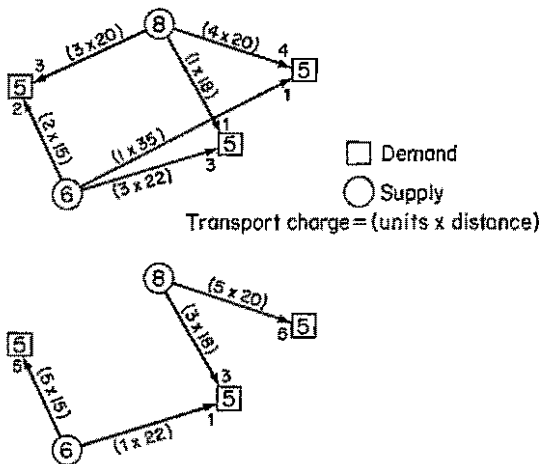 8
(3 x 20)
(4 x 20)
3
4
5
5
2
(1 x 18)
1
(2 x 15)
(1 x 35)
1
5
3
6
(3 x 22)
Demand
Supply
Transport charge = (units x distance)
8
(5 x 20)
5
5
5
5
(3 x 18)
(5 x 15)
3
5
1
6
(1 x 22)